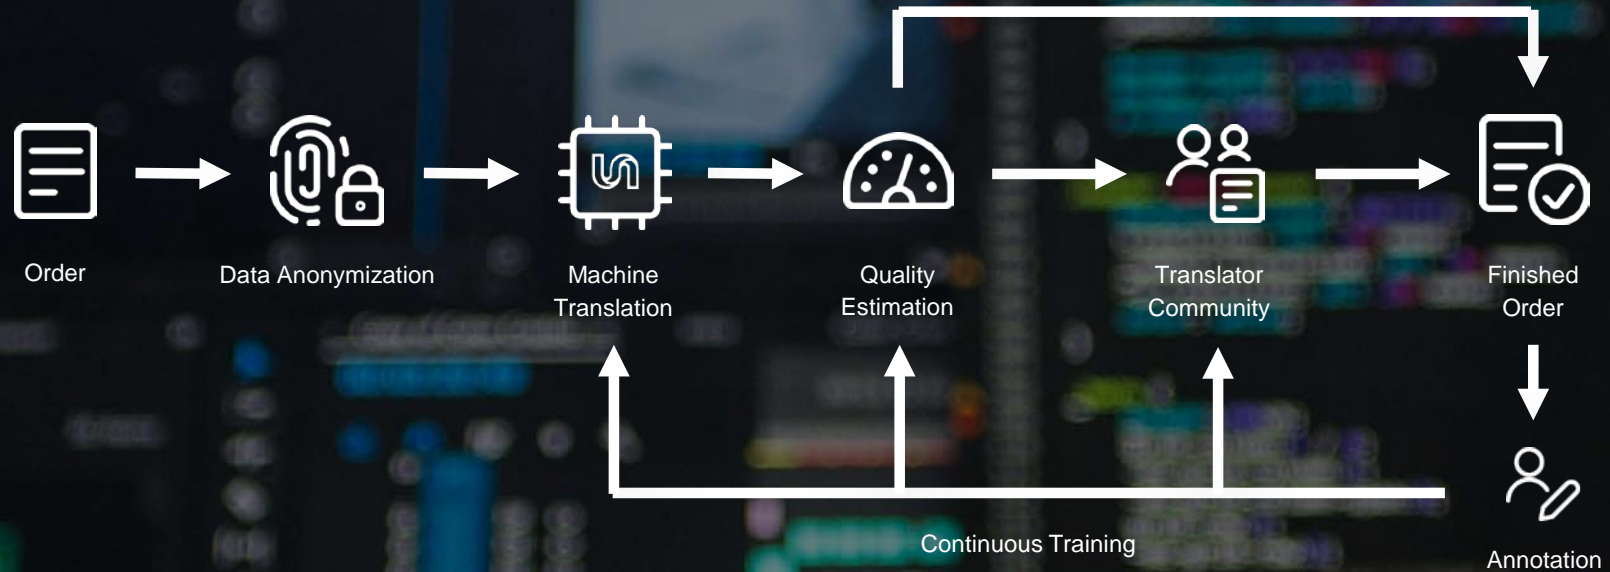 Order
Data Anonymization
Machine
Translation
Quality
Estimation
Translator
Community
Finished
Order
Continuous Training
Annotation